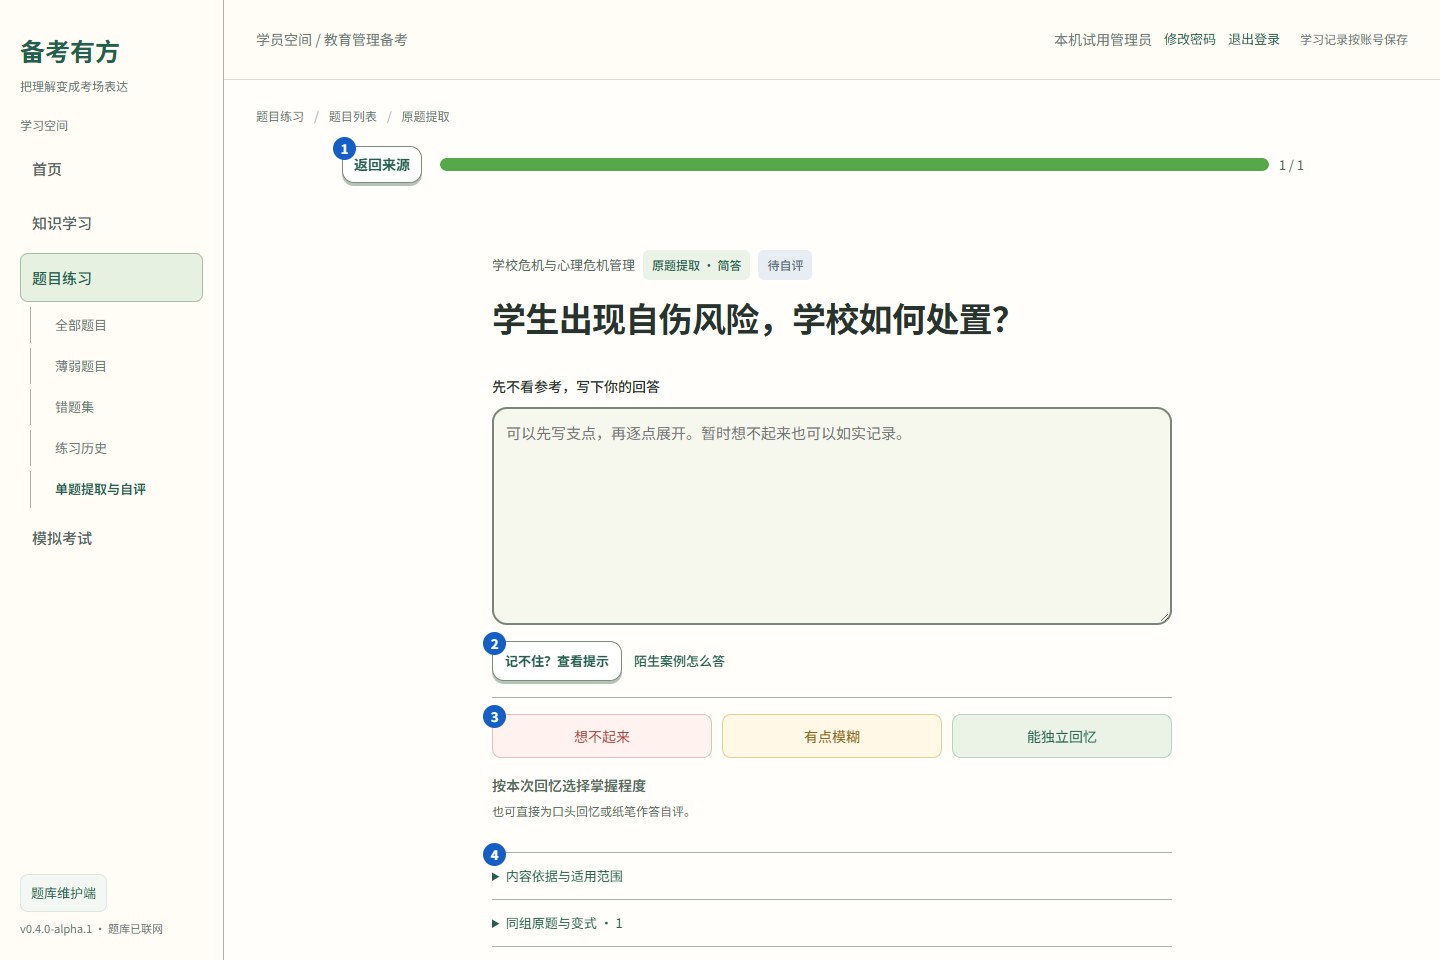 备考有方
把理解变成考场表达
学习空间
首页
知识学习
题目练习
全部题目
薄弱题目
错题集
练习历史
单题提取与自评
模拟考试
题库维护端
v0.4.0-alpha.1 · 题库已联网
学员空间 / 教育管理备考
本机试用管理员 修改密码 退出登录 学习记录按账号保存
题目练习 / 题目列表 / 原题提取
1 返回来源 1 / 1
学校危机与心理危机管理 原题提取 · 简答 待自评
学生出现自伤风险，学校如何处置？
先不看参考，写下你的回答
可以先写支点，再逐点展开。暂时想不起来也可以如实记录。
2 记不住？查看提示 陌生案例怎么答
3 想不起来 有点模糊 能独立回忆
按本次回忆选择掌握程度
也可直接为口头回忆或纸笔作答自评。
4
▶ 内容依据与适用范围
▶ 同组原题与变式 · 1